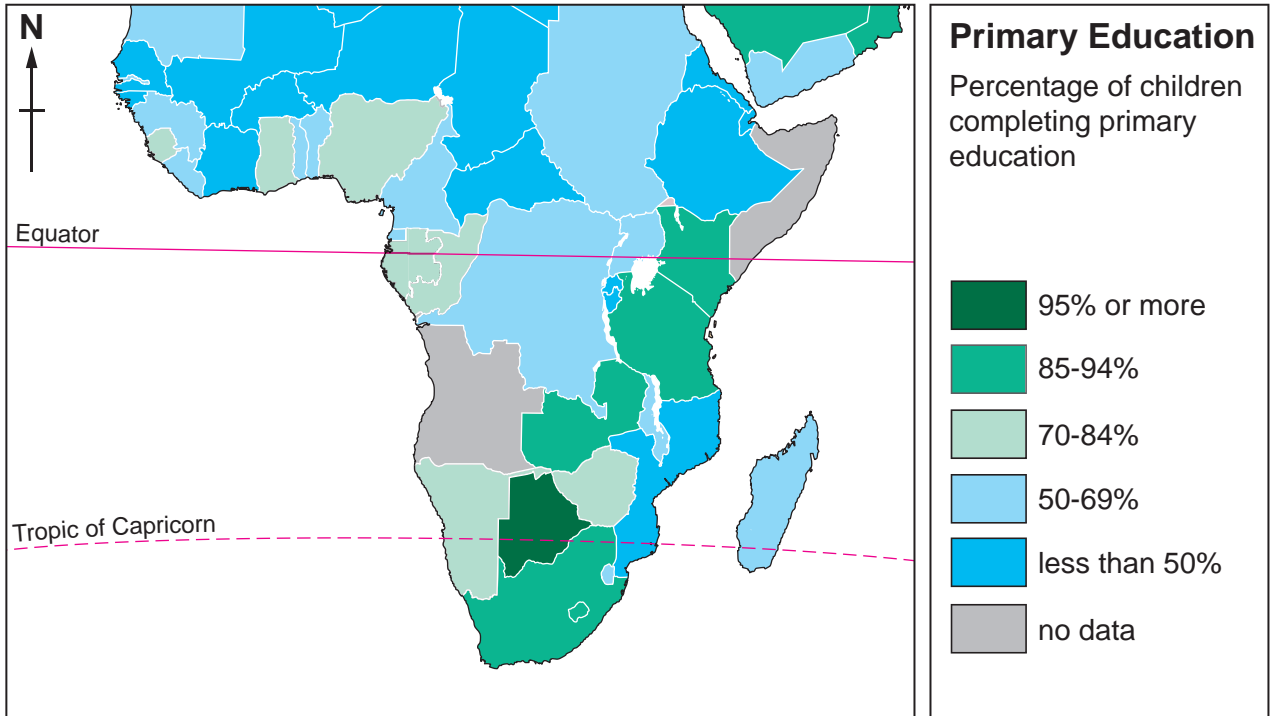 N
Equator
Tropic of Capricorn
Primary Education
Percentage of children
completing primary
education
95% or more
85-94%
70-84%
50-69%
less than 50%
no data